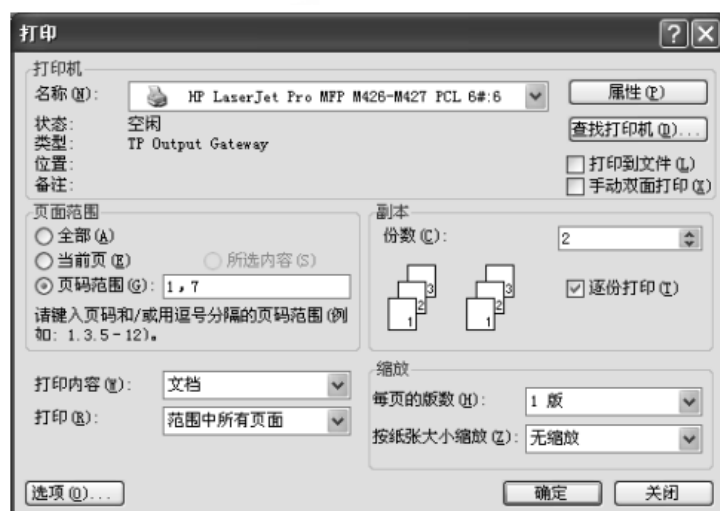 打印
打印机
名称(N): HP LaserJet Pro MFP M426-M427 PCL 6#:6 属性(P)
状态: 空闲
类型: TP Output Gateway 查找打印机(D)...
位置: 打印到文件(L)
备注: 手动双面打印(X)
页面范围
全部(A)
当前页(E) 所选内容(S)
页码范围(G): 1，7
请键入页码和/或用逗号分隔的页码范围(例
如: 1.3.5-12)。
副本
份数(C): 2
3 3
2 2
1 1
逐份打印(T)
打印内容(W): 文档
打印(R): 范围中所有页面
缩放
每页的版数(H): 1 版
按纸张大小缩放(Z): 无缩放
选项(O)... 确定 关闭